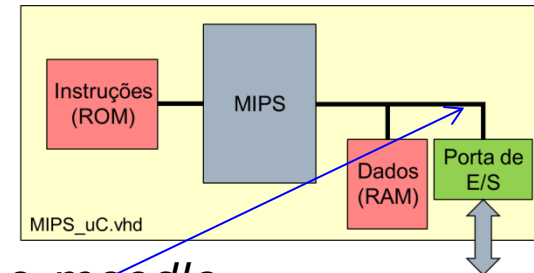 Instruções
(ROM)
MIPS
Dados
(RAM)
Porta de
E/S
MIPS_uC.vhd